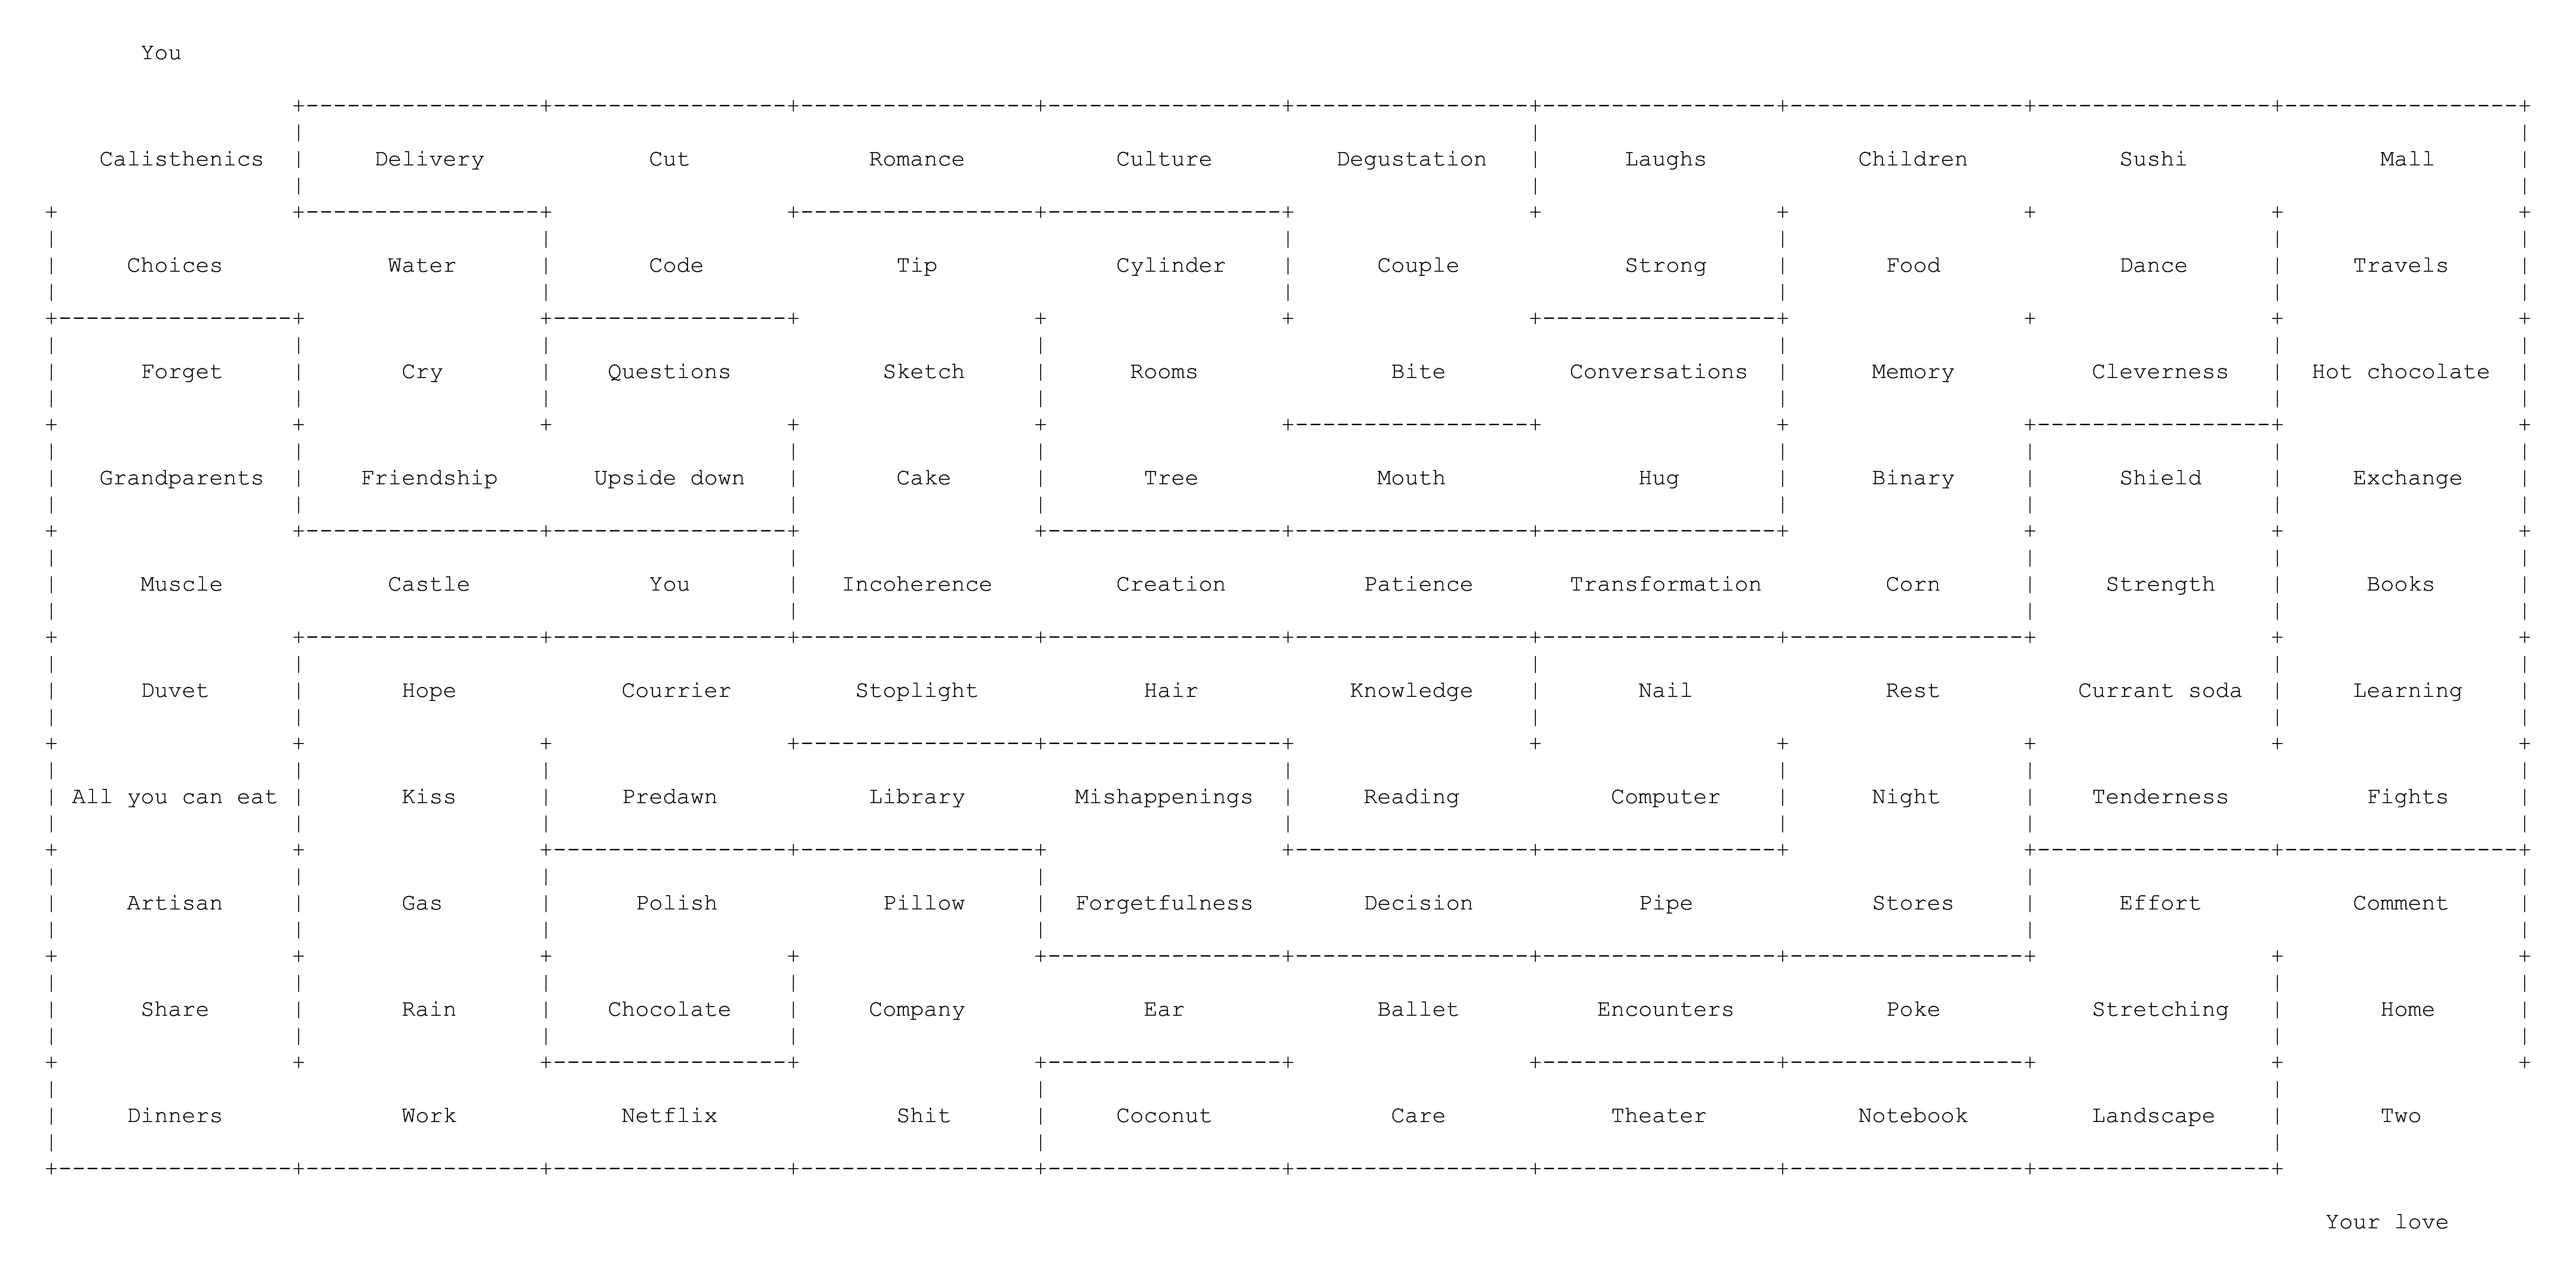 You
Calisthenics Delivery Cut Romance Culture Degustation Laughs Children Sushi Mall
Choices Water Code Tip Cylinder Couple Strong Food Dance Travels
Forget Cry Questions Sketch Rooms Bite Conversations Memory Cleverness Hot chocolate
Grandparents Friendship Upside down Cake Tree Mouth Hug Binary Shield Exchange
Muscle Castle You Incoherence Creation Patience Transformation Corn Strength Books
Duvet Hope Courrier Stoplight Hair Knowledge Nail Rest Currant soda Learning
All you can eat Kiss Predawn Library Mishappenings Reading Computer Night Tenderness Fights
Artisan Gas Polish Pillow Forgetfulness Decision Pipe Stores Effort Comment
Share Rain Chocolate Company Ear Ballet Encounters Poke Stretching Home
Dinners Work Netflix Shit Coconut Care Theater Notebook Landscape Two
Your love